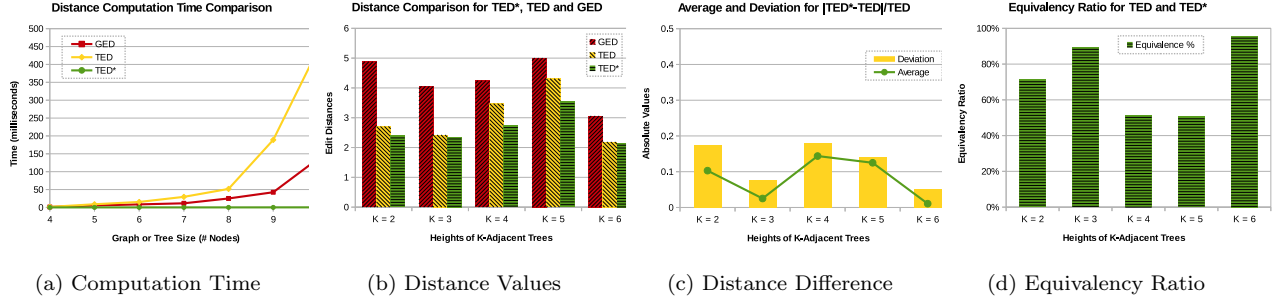 Distance Computation Time Comparison
Time (milliseconds)
500
450
400
350
300
250
200
150
100
50
0
GED
TED
TED*
4 5 6 7 8 9
Graph or Tree Size (# Nodes)
(a) Computation Time
Distance Comparison for TED*, TED and GED
Edit Distances
6
5
4
3
2
1
0
GED
TED
TED*
K = 2 K = 3 K = 4 K = 5 K = 6
Heights of K-Adjacent Trees
(b) Distance Values
Average and Deviation for |TED*-TED|/TED
Absolute Values
0,5
0,4
0,3
0,2
0,1
0
Deviation
Average
K = 2 K = 3 K = 4 K = 5 K = 6
Heights of K-Adjacent Trees
(c) Distance Difference
Equivalency Ratio for TED and TED*
Equivalency Ratio
100%
80%
60%
40%
20%
0%
Equivalence %
K = 2 K = 3 K = 4 K = 5 K = 6
Heights of K-Adjacent Trees
(d) Equivalency Ratio